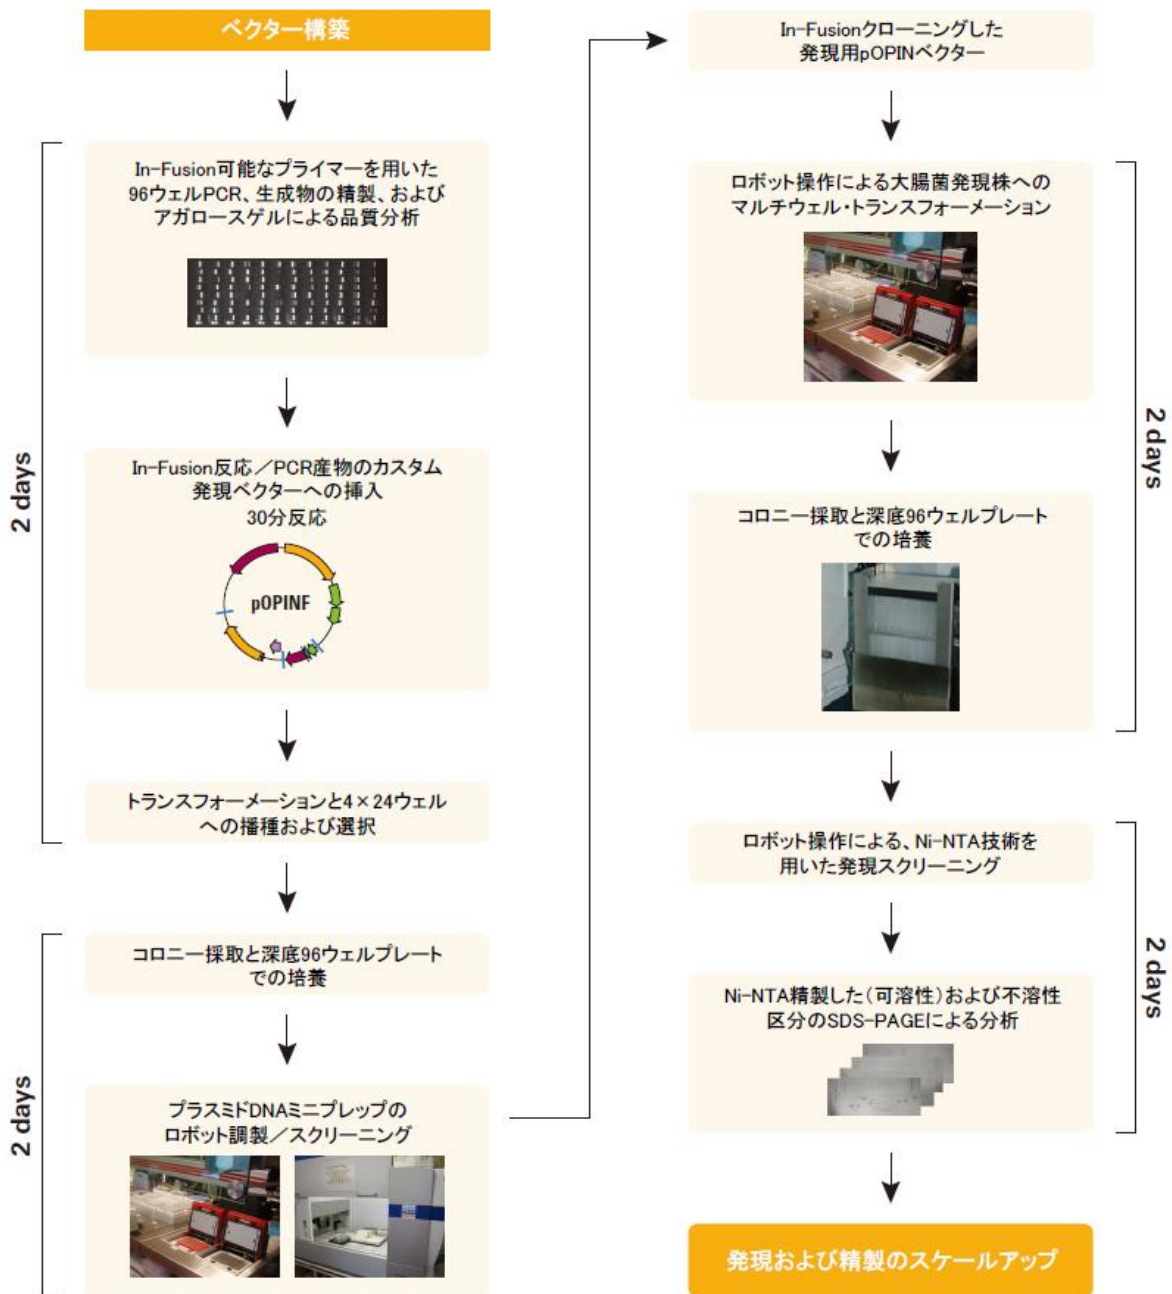 ベクター構築
In-Fusion可能なプライマーを用いた
96ウェルPCR、生成物の精製、および
アガロースゲルによる品質分析
2 days
In-Fusion反応／PCR産物のカスタム
発現ベクターへの挿入
30分反応
pOPINF
トランスフォーメーションと4×24ウェル
への播種および選択
コロニー採取と深底96ウェルプレート
での培養
2 days
プラスミドDNAミニプレップの
ロボット調製／スクリーニング
In-Fusionクローニングした
発現用pOPINベクター
ロボット操作による大腸菌発現株への
マルチウェル・トランスフォーメーション
2 days
コロニー採取と深底96ウェルプレート
での培養
ロボット操作による、Ni-NTA技術を
用いた発現スクリーニング
2 days
Ni-NTA精製した（可溶性）および不溶性
区分のSDS-PAGEによる分析
発現および精製のスケールアップ